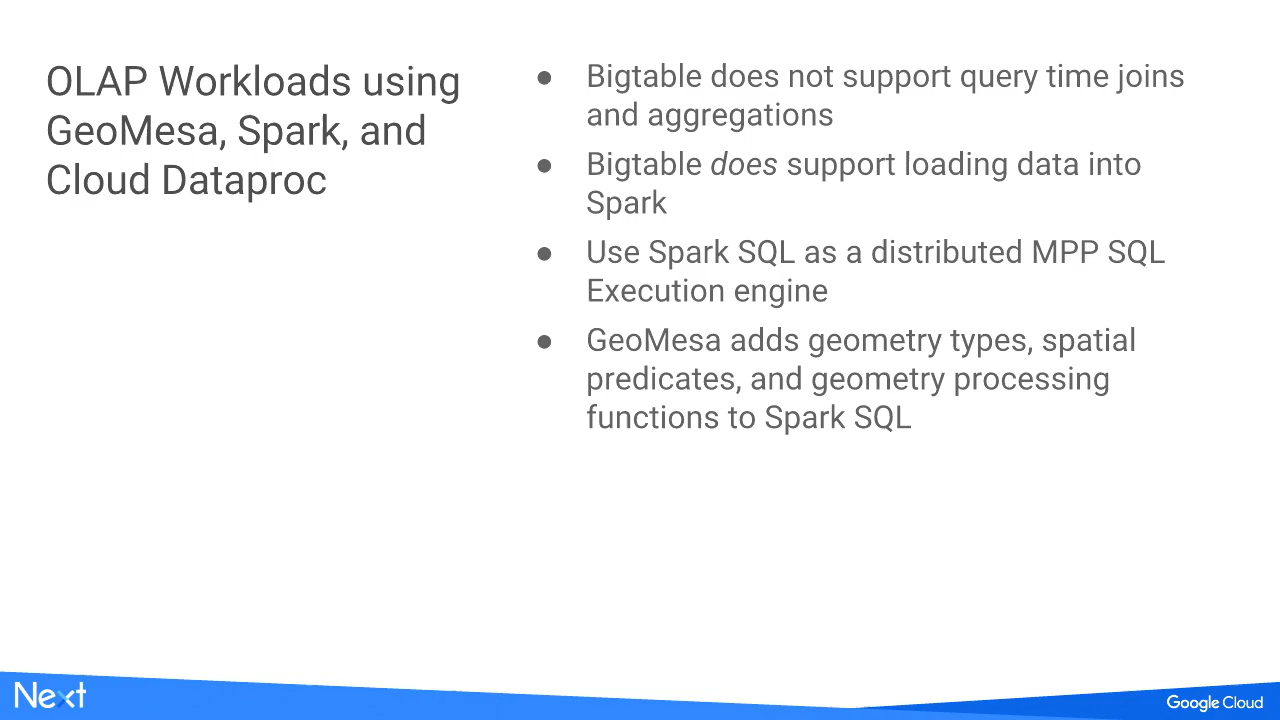 OLAP Workloads using
GeoMesa, Spark, and
Cloud Dataproc
● Bigtable does not support query time joins
and aggregations
● Bigtable does support loading data into
Spark
● Use Spark SQL as a distributed MPP SQL
Execution engine
● GeoMesa adds geometry types, spatial
predicates, and geometry processing
functions to Spark SQL
Next
Google Cloud